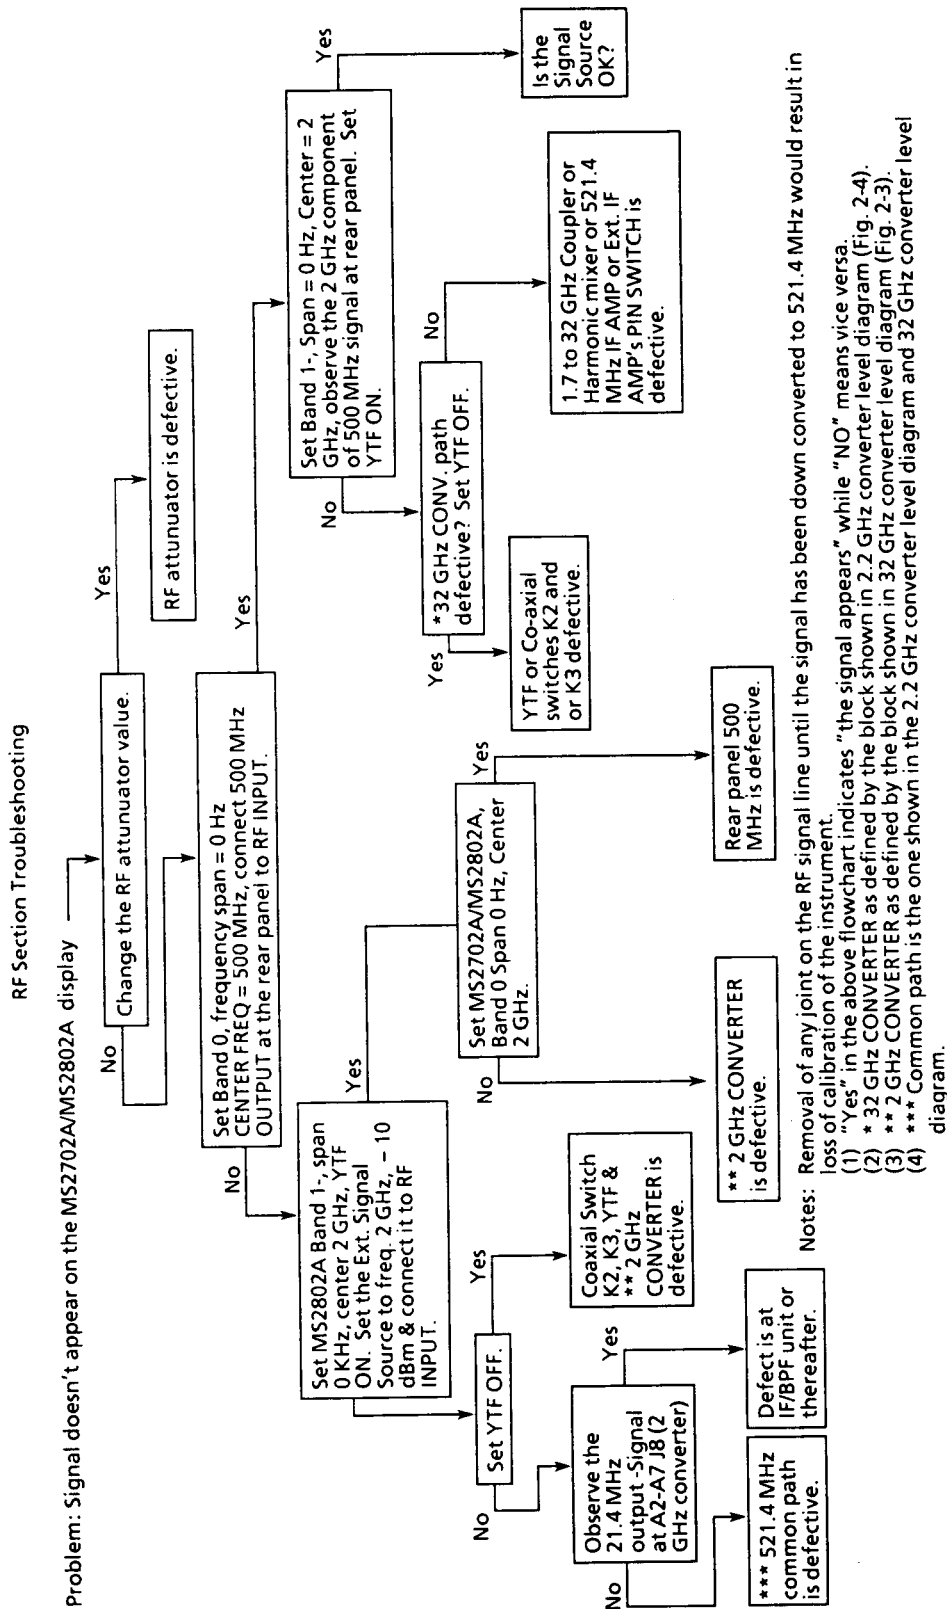 RF Section Troubleshooting
Problem: Signal doesn't appear on the MS2702A/MS2802A display
Change the RF attunuator value.
No
Yes
RF attunuator is defective.
Set Band 0, frequency span = 0 Hz
CENTER FREQ = 500 MHz, connect 500 MHz
OUTPUT at the rear panel to RF INPUT.
No
Yes
Set MS2802A Band 1-, span
0 KHz, center 2 GHz, YTF
ON. Set the Ext. Signal
Source to freq. 2 GHz, – 10
dBm & connect it to RF
INPUT.
Yes
Set Band 1-, Span = 0 Hz, Center = 2
GHz, observe the 2 GHz component
of 500 MHz signal at rear panel. Set
YTF ON.
No
Yes
Is the
Signal
Source
OK?
Set YTF OFF.
No
Yes
Coaxial Switch
K2, K3, YTF &
** 2 GHz
CONVERTER is
defective.
Set MS2702A/MS2802A,
Band 0 Span 0 Hz, Center
2 GHz.
No
Yes
*32 GHz CONV. path
defective? Set YTF OFF.
Yes
No
YTF or Co-axial
switches K2 and
or K3 defective.
1.7 to 32 GHz Coupler or
Harmonic mixer or 521.4
MHz IF AMP or Ext. IF
AMP's PIN SWITCH is
defective.
Observe the
21.4 MHz
output -Signal
at A2-A7 J8 (2
GHz converter)
No
Yes
*** 521.4 MHz
common path
is defective.
Defect is at
IF/BPF unit or
thereafter.
** 2 GHz CONVERTER
is defective.
Rear panel 500
MHz is defective.
Notes: Removal of any joint on the RF signal line until the signal has been down converted to 521.4 MHz would result in
loss of calibration of the instrument.
(1) "Yes" in the above flowchart indicates "the signal appears" while "NO" means vice versa.
(2) * 32 GHz CONVERTER as defined by the block shown in 2.2 GHz converter level diagram (Fig. 2-4).
(3) ** 2 GHz CONVERTER as defined by the block shown in 32 GHz converter level diagram (Fig. 2-3).
(4) *** Common path is the one shown in the 2.2 GHz converter level diagram and 32 GHz converter level
diagram.